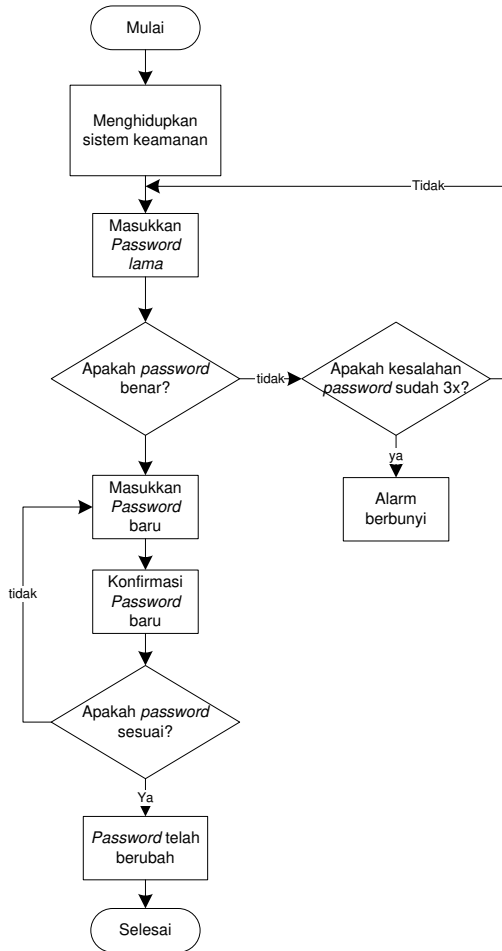 Mulai
Menghidupkan
sistem keamanan
Tidak
Masukkan
Password
lama
Apakah password
benar?
tidak
Apakah kesalahan
password sudah 3x?
ya
Alarm
berbunyi
Masukkan
Password
baru
tidak
Konfirmasi
Password
baru
Apakah password
sesuai?
Ya
Password telah
berubah
Selesai